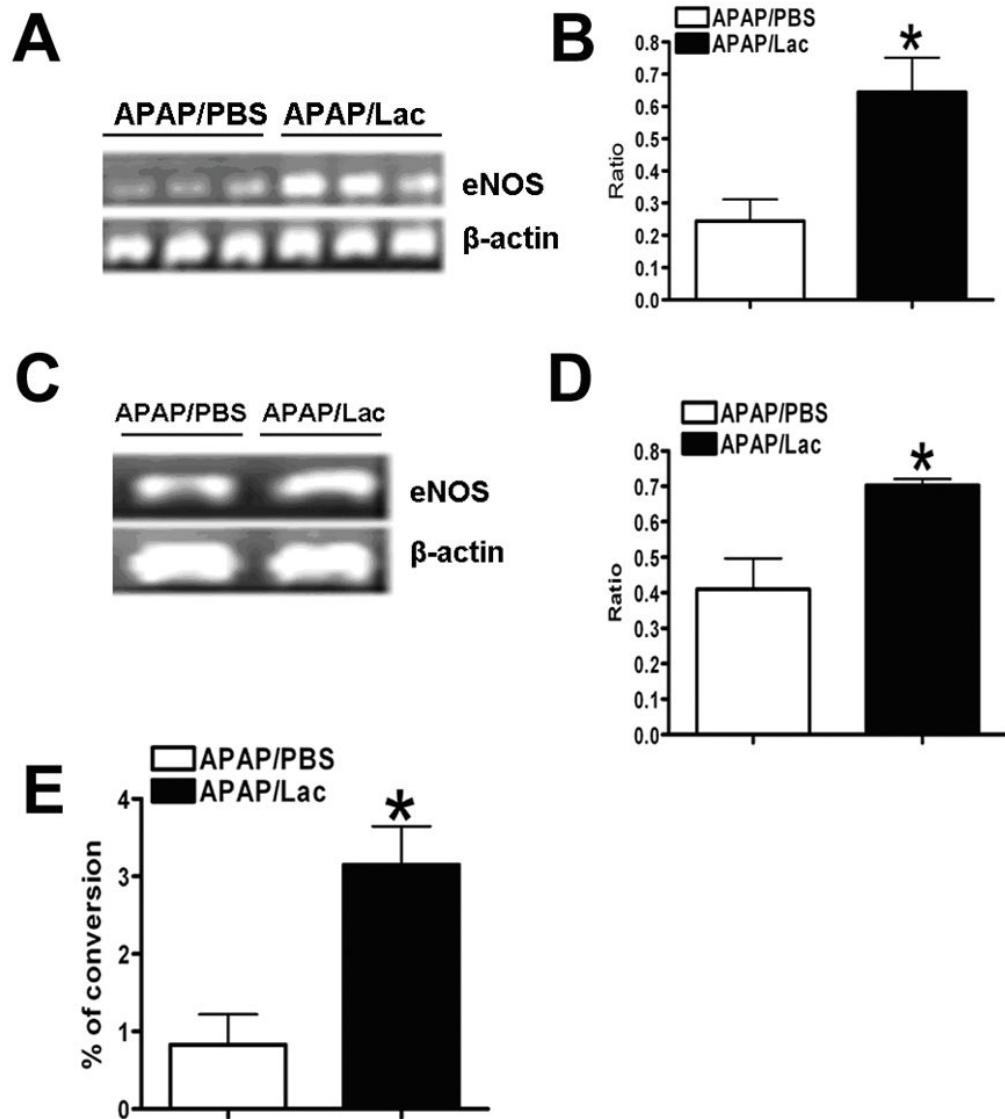 A
APAP/PBS APAP/Lac
eNOS
β-actin
B
APAP/PBS
APAP/Lac
*
Ratio
0.8
0.7
0.6
0.5
0.4
0.3
0.2
0.1
0.0
C
APAP/PBS APAP/Lac
eNOS
β-actin
D
APAP/PBS
APAP/Lac
*
Ratio
0.8
0.7
0.6
0.5
0.4
0.3
0.2
0.1
0.0
E
APAP/PBS
APAP/Lac
*
% of conversion
4
3
2
1
0